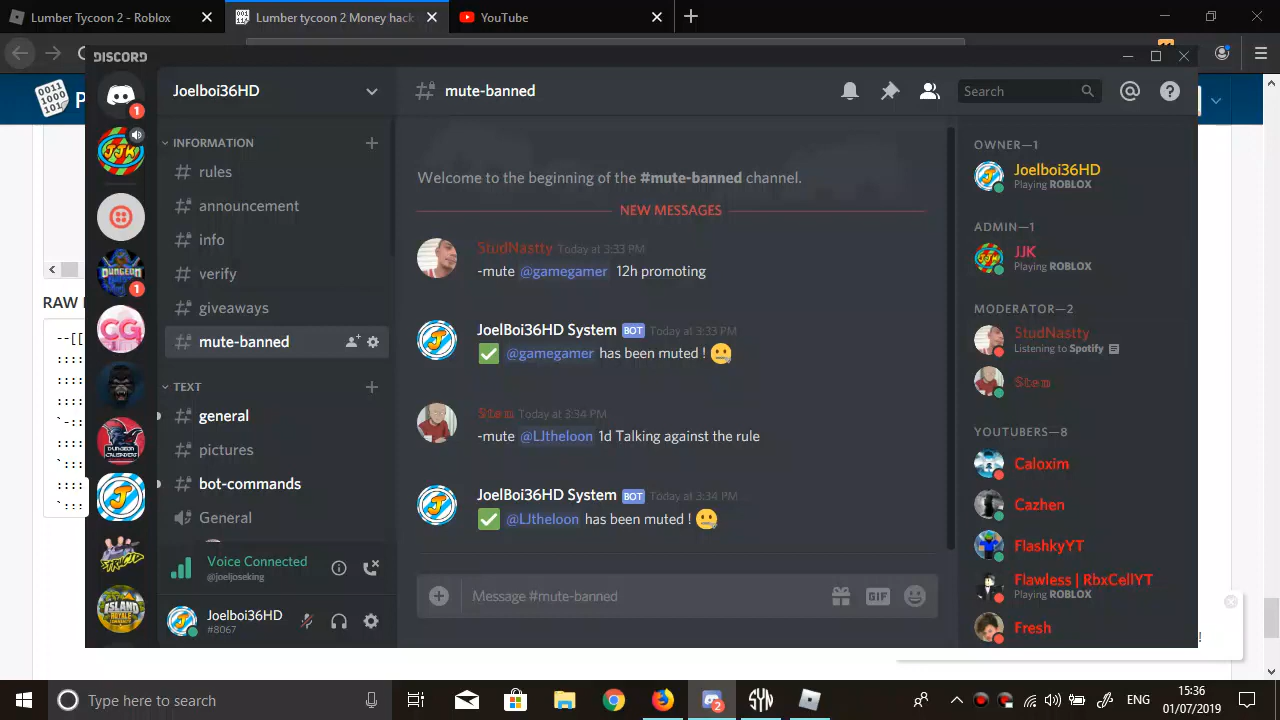 Lumber Tycoon 2 - Roblox
Lumber tycoon 2 Money hack
YouTube
DISCORD
Joelboi36HD
mute-banned
Search
INFORMATION
rules
announcement
info
verify
giveaways
mute-banned
TEXT
general
pictures
bot-commands
General
Voice Connected
@joeljoseking
Joelboi36HD
#8067
Welcome to the beginning of the #mute-banned channel.
NEW MESSAGES
StudNastty Today at 3:33 PM
-mute @gamegamer 12h promoting
JoelBoi36HD System BOT Today at 3:33 PM
@gamegamer has been muted !
Stem Today at 3:34 PM
-mute @LJtheloon 1d Talking against the rule
JoelBoi36HD System BOT Today at 3:34 PM
@LJtheloon has been muted !
Message #mute-banned
GIF
OWNER—1
Joelboi36HD
Playing ROBLOX
ADMIN—1
JJK
Playing ROBLOX
MODERATOR—2
StudNastty
Listening to Spotify
Stem
YOUTUBERS—8
Caloxim
Cazhen
FlashkyYT
Flawless | RbxCellYT
Playing ROBLOX
Fresh
RAW
--[[
Type here to search
ENG
15:36
01/07/2019